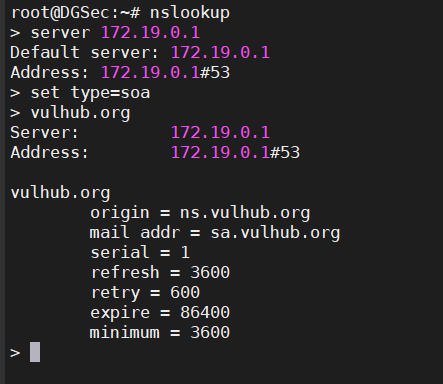 root@DGSec:~# nslookup
> server 172.19.0.1
Default server: 172.19.0.1
Address: 172.19.0.1#53
> set type=soa
> vulhub.org
Server:         172.19.0.1
Address:        172.19.0.1#53

vulhub.org
        origin = ns.vulhub.org
        mail addr = sa.vulhub.org
        serial = 1
        refresh = 3600
        retry = 600
        expire = 86400
        minimum = 3600
>